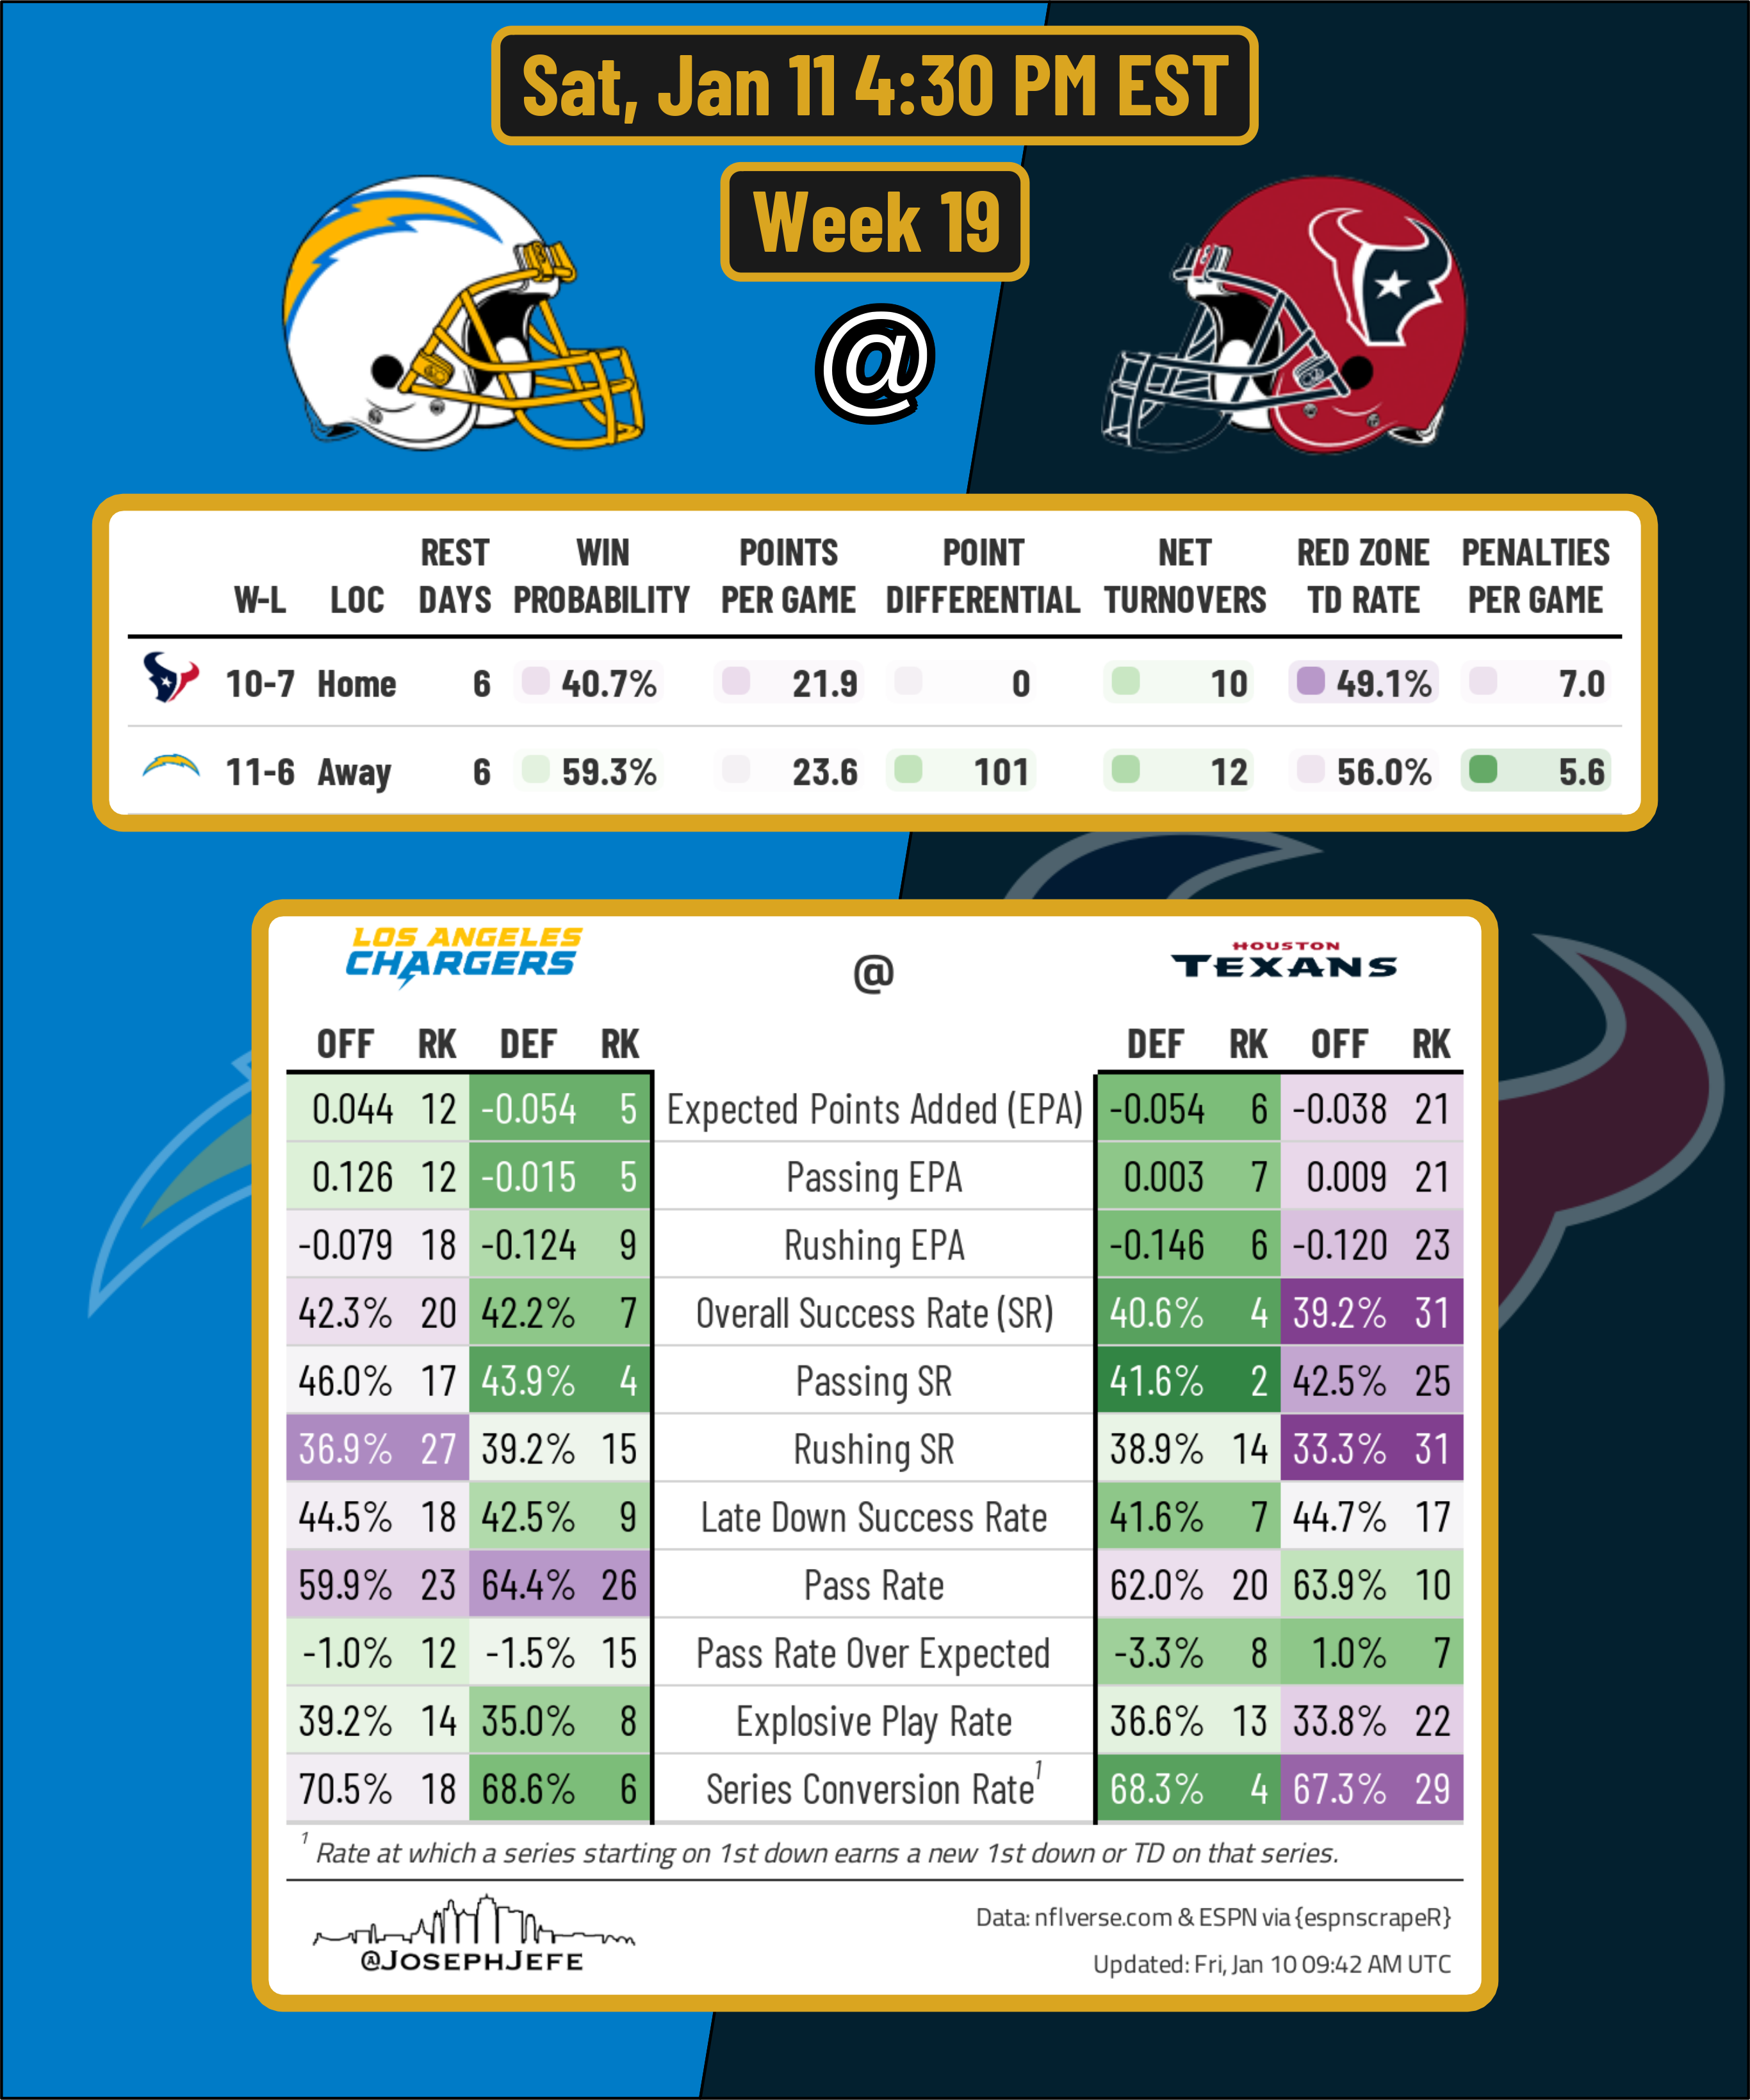 Sat, Jan 11 4:30 PM EST
Week 19
@
W-L LOC REST DAYS WIN PROBABILITY POINTS PER GAME POINT DIFFERENTIAL NET TURNOVERS RED ZONE TD RATE PENALTIES PER GAME
10-7 Home 6 40.7% 21.9 0 10 49.1% 7.0
11-6 Away 6 59.3% 23.6 101 12 56.0% 5.6
LOS ANGELES CHARGERS @ HOUSTON TEXANS
OFF RK DEF RK DEF RK OFF RK
0.044 12 -0.054 5 Expected Points Added (EPA) -0.054 6 -0.038 21
0.126 12 -0.015 5 Passing EPA 0.003 7 0.009 21
-0.079 18 -0.124 9 Rushing EPA -0.146 6 -0.120 23
42.3% 20 42.2% 7 Overall Success Rate (SR) 40.6% 4 39.2% 31
46.0% 17 43.9% 4 Passing SR 41.6% 2 42.5% 25
36.9% 27 39.2% 15 Rushing SR 38.9% 14 33.3% 31
44.5% 18 42.5% 9 Late Down Success Rate 41.6% 7 44.7% 17
59.9% 23 64.4% 26 Pass Rate 62.0% 20 63.9% 10
-1.0% 12 -1.5% 15 Pass Rate Over Expected -3.3% 8 1.0% 7
39.2% 14 35.0% 8 Explosive Play Rate 36.6% 13 33.8% 22
70.5% 18 68.6% 6 Series Conversion Rate¹ 68.3% 4 67.3% 29
¹ Rate at which a series starting on 1st down earns a new 1st down or TD on that series.
@JOSEPHJEFE
Data: nflverse.com & ESPN via {espnscrapeR}
Updated: Fri, Jan 10 09:42 AM UTC